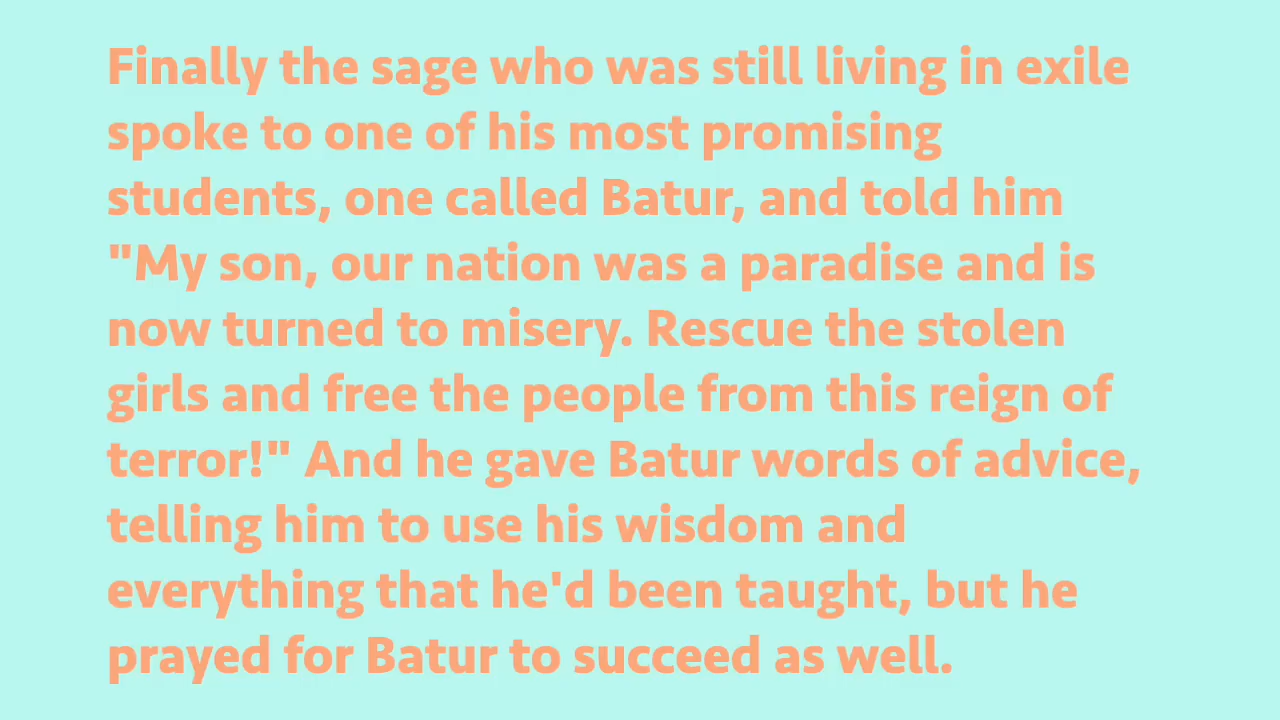 Finally the sage who was still living in exile
spoke to one of his most promising
students, one called Batur, and told him
"My son, our nation was a paradise and is
now turned to misery. Rescue the stolen
girls and free the people from this reign of
terror!" And he gave Batur words of advice,
telling him to use his wisdom and
everything that he'd been taught, but he
prayed for Batur to succeed as well.